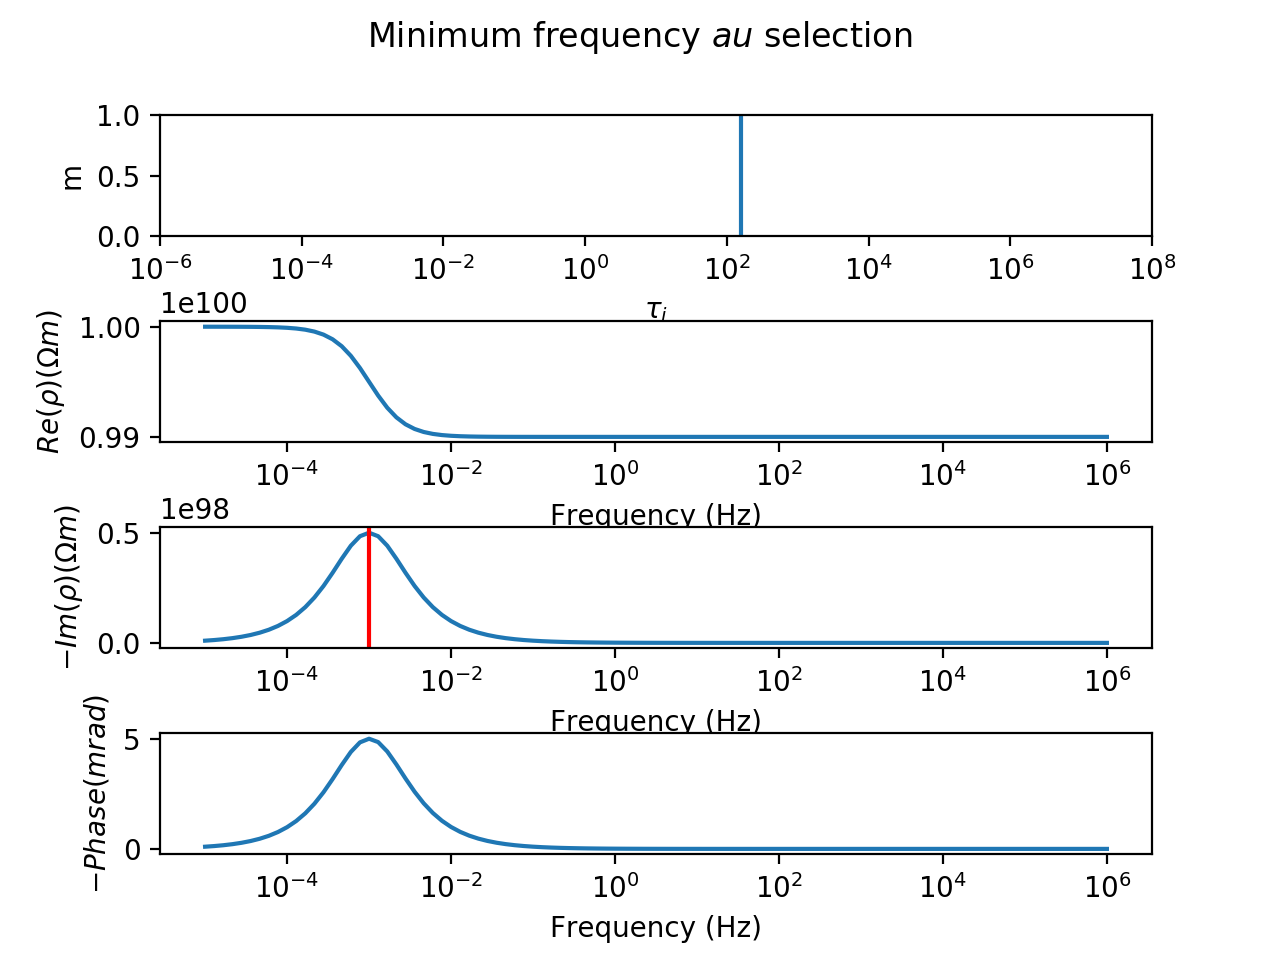 Minimum frequency au selection
1.0
0.5
0.0
m
10⁻⁶ 10⁻⁴ 10⁻² 10⁰ 10² 10⁴ 10⁶ 10⁸
τᵢ
1e100
1.00
0.99
Re(ρ)(Ωm)
10⁻⁴ 10⁻² 10⁰ 10² 10⁴ 10⁶
Frequency (Hz)
1e98
0.5
0.0
−Im(ρ)(Ωm)
10⁻⁴ 10⁻² 10⁰ 10² 10⁴ 10⁶
Frequency (Hz)
5
0
−Phase(mrad)
10⁻⁴ 10⁻² 10⁰ 10² 10⁴ 10⁶
Frequency (Hz)